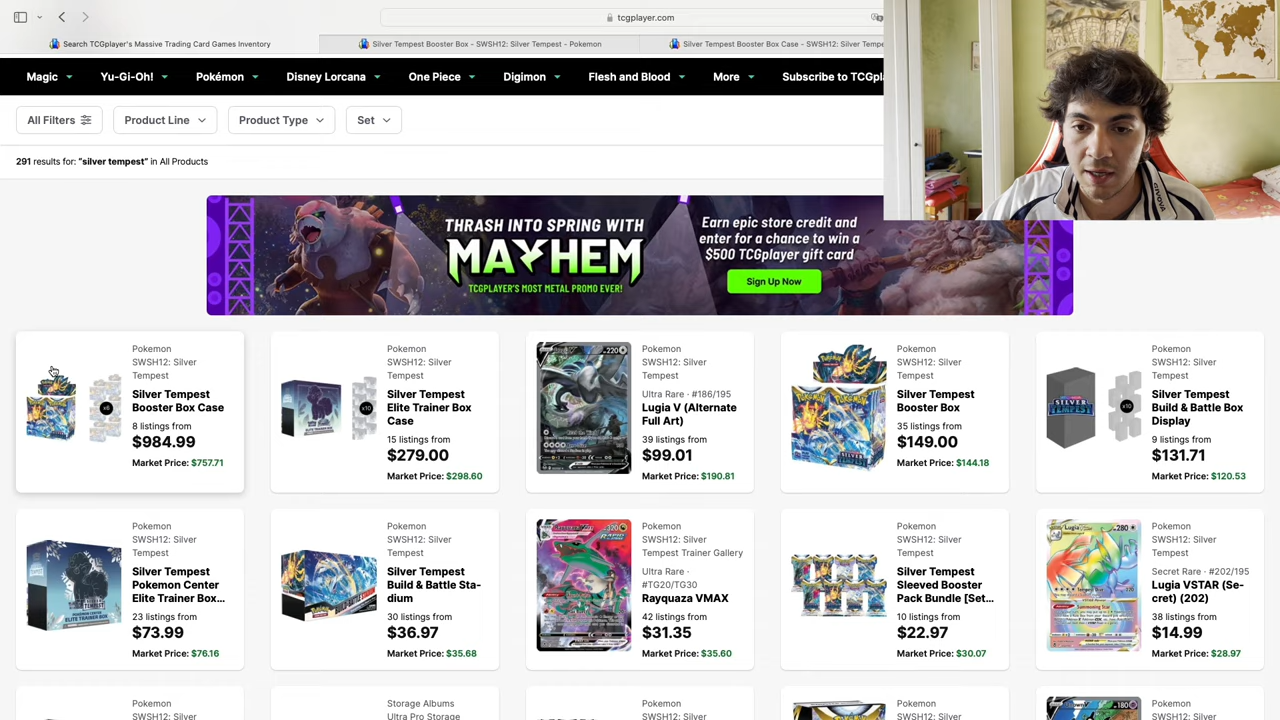 tcgplayer.com
Search TCGplayer's Massive Trading Card Games Inventory
Silver Tempest Booster Box - SWSH12: Silver Tempest - Pokemon
Silver Tempest Booster Box Case - SWSH12: Silver Tempe
Magic
Yu-Gi-Oh!
Pokémon
Disney Lorcana
One Piece
Digimon
Flesh and Blood
More
Subscribe to TCGpla
All Filters
Product Line
Product Type
Set
291 results for: "silver tempest" in All Products
THRASH INTO SPRING WITH
MAYHEM
TCGPLAYER'S MOST METAL PROMO EVER!
Earn epic store credit and
enter for a chance to win a
$500 TCGplayer gift card
Sign Up Now
GIVOVA
Pokemon
SWSH12: Silver
Tempest
Silver Tempest
Booster Box Case
8 listings from
$984.99
Market Price: $757.71
x6
Pokemon
SWSH12: Silver
Tempest
Silver Tempest
Elite Trainer Box
Case
15 listings from
$279.00
Market Price: $298.60
x10
Pokemon
SWSH12: Silver
Tempest
Ultra Rare · #186/195
Lugia V (Alternate
Full Art)
39 listings from
$99.01
Market Price: $190.81
Pokemon
SWSH12: Silver
Tempest
Silver Tempest
Booster Box
35 listings from
$149.00
Market Price: $144.18
Pokemon
SWSH12: Silver
Tempest
Silver Tempest
Build & Battle Box
Display
9 listings from
$131.71
Market Price: $120.53
x10
Pokemon
SWSH12: Silver
Tempest
Silver Tempest
Pokemon Center
Elite Trainer Box...
23 listings from
$73.99
Market Price: $76.16
Pokemon
SWSH12: Silver
Tempest
Silver Tempest
Build & Battle Sta-
dium
30 listings from
$36.97
Market Price: $35.68
Pokemon
SWSH12: Silver
Tempest Trainer Gallery
Ultra Rare ·
#TG20/TG30
Rayquaza VMAX
42 listings from
$31.35
Market Price: $35.60
Pokemon
SWSH12: Silver
Tempest
Silver Tempest
Sleeved Booster
Pack Bundle [Set...
10 listings from
$22.97
Market Price: $30.07
Pokemon
SWSH12: Silver
Tempest
Secret Rare · #202/195
Lugia VSTAR (Se-
cret) (202)
38 listings from
$14.99
Market Price: $28.97
Pokemon
SWSH12: Silver
Storage Albums
Ultra Pro Storage
Pokemon
SWSH12: Silver
Pokemon
SWSH12: Silver
Pokemon
SWSH12: Silver